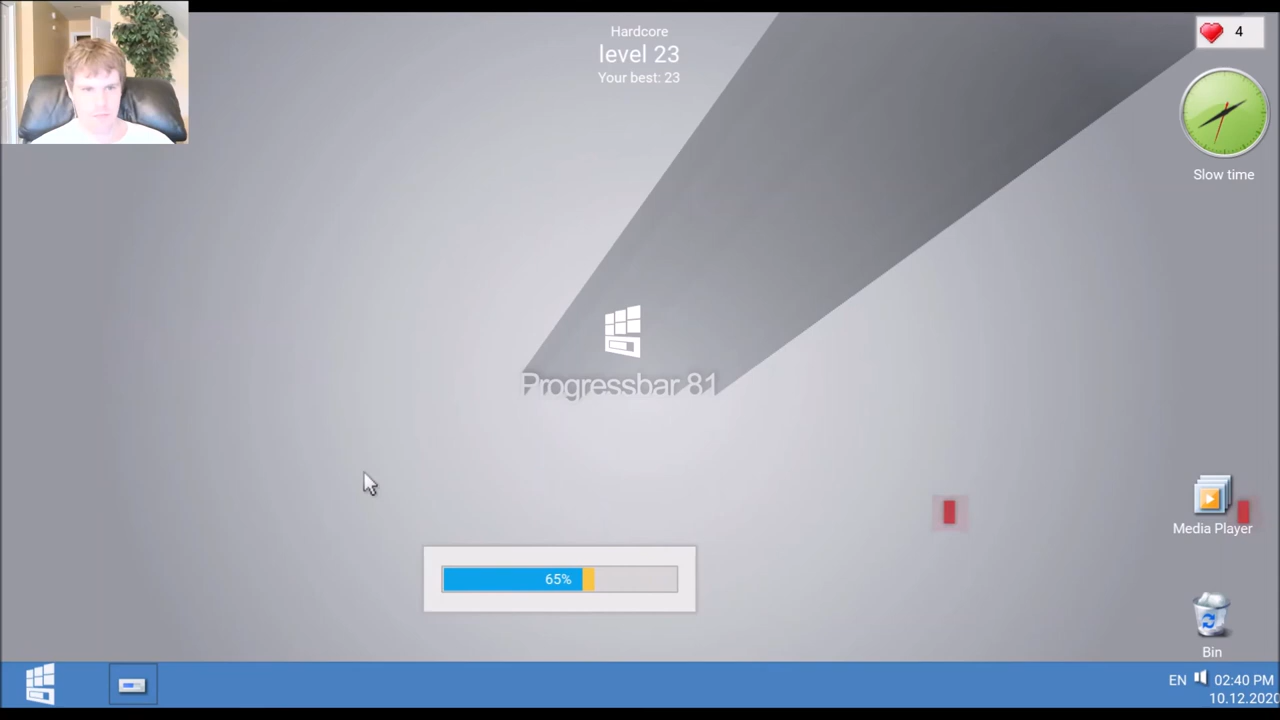 Hardcore
level 23
Your best: 23
4
Slow time
Progressbar 81
Media Player
65%
Bin
EN 02:40 PM
10.12.2020